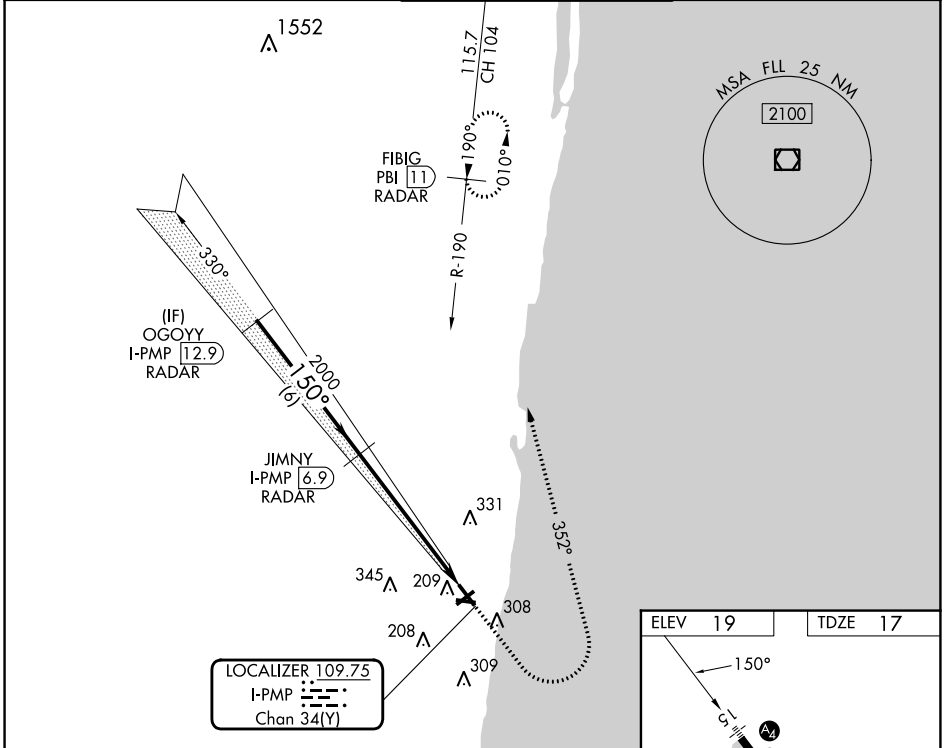 1552
115.7
CH 104
MSA FLL 25 NM
2100
190°
010°
FIBIG
PBI 11
RADAR
R-190
330°
(IF)
OGOYY
I-PMP 12.9
RADAR
2000
150°
(6)
JIMNY
I-PMP 6.9
RADAR
331
352°
345
209
308
208
309
LOCALIZER 109.75
I-PMP
Chan 34(Y)
ELEV 19
TDZE 17
150°
15
A4